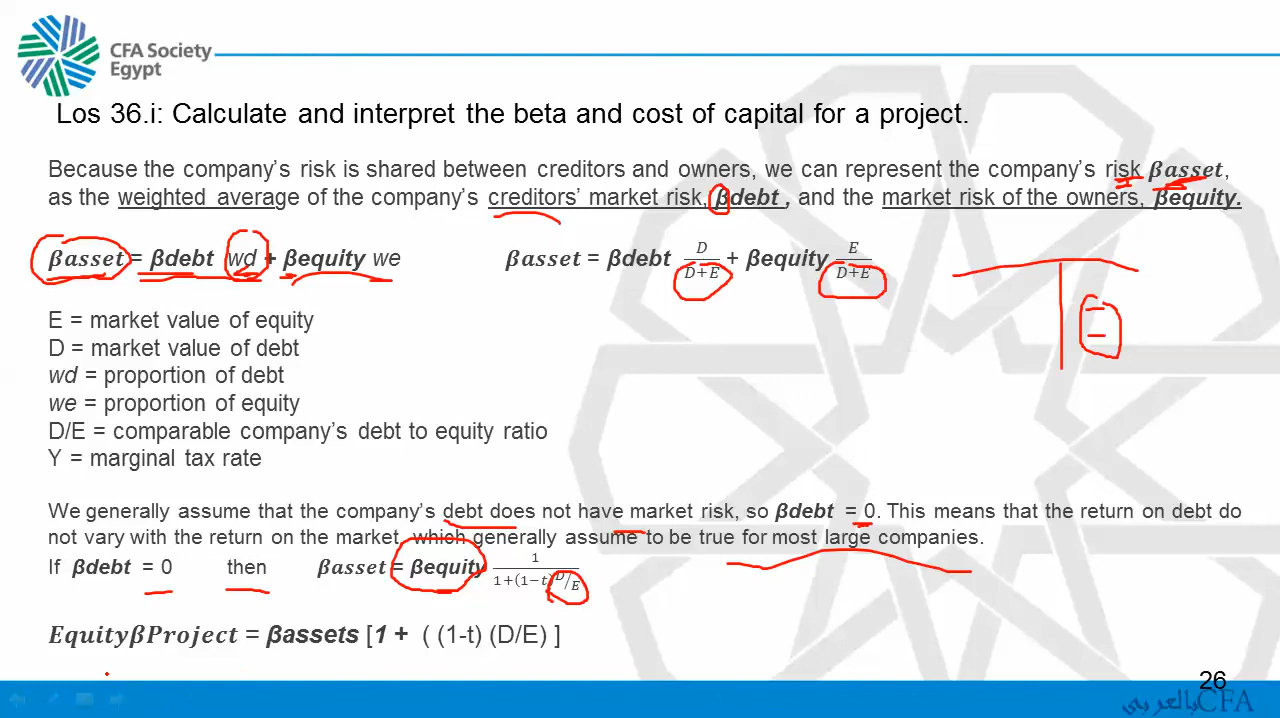 CFA Society
Egypt
Los 36.i: Calculate and interpret the beta and cost of capital for a project.
Because the company's risk is shared between creditors and owners, we can represent the company's risk βasset,
as the weighted average of the company's creditors' market risk, βdebt , and the market risk of the owners, βequity.
βasset = βdebt wd + βequity we
βasset = βdebt D/(D+E) + βequity E/(D+E)
E = market value of equity
D = market value of debt
wd = proportion of debt
we = proportion of equity
D/E = comparable company's debt to equity ratio
Y = marginal tax rate
We generally assume that the company's debt does not have market risk, so βdebt = 0. This means that the return on debt do
not vary with the return on the market, which generally assume to be true for most large companies.
If βdebt = 0 then βasset = βequity 1/(1+(1−t) D/E)
EquityβProject = βassets [1 + ( (1-t) (D/E) ]
26
CFA بالعربي